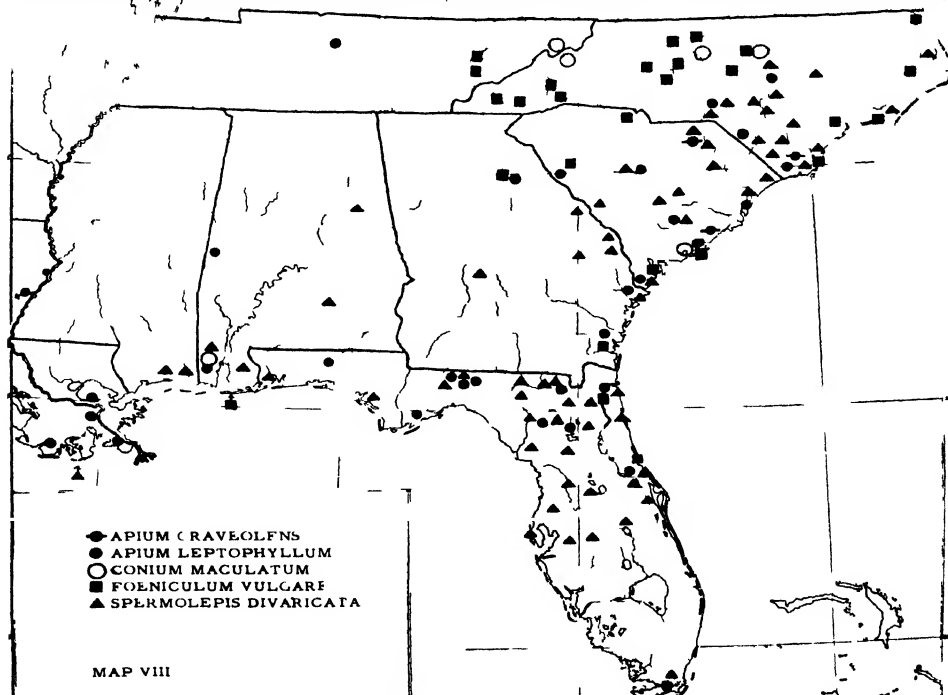 APIUM GRAVEOLENS
APIUM LEPTOPHYLLUM
CONIUM MACULATUM
FOENICULUM VULGARE
SPERMOLEPIS DIVARICATA
MAP VIII